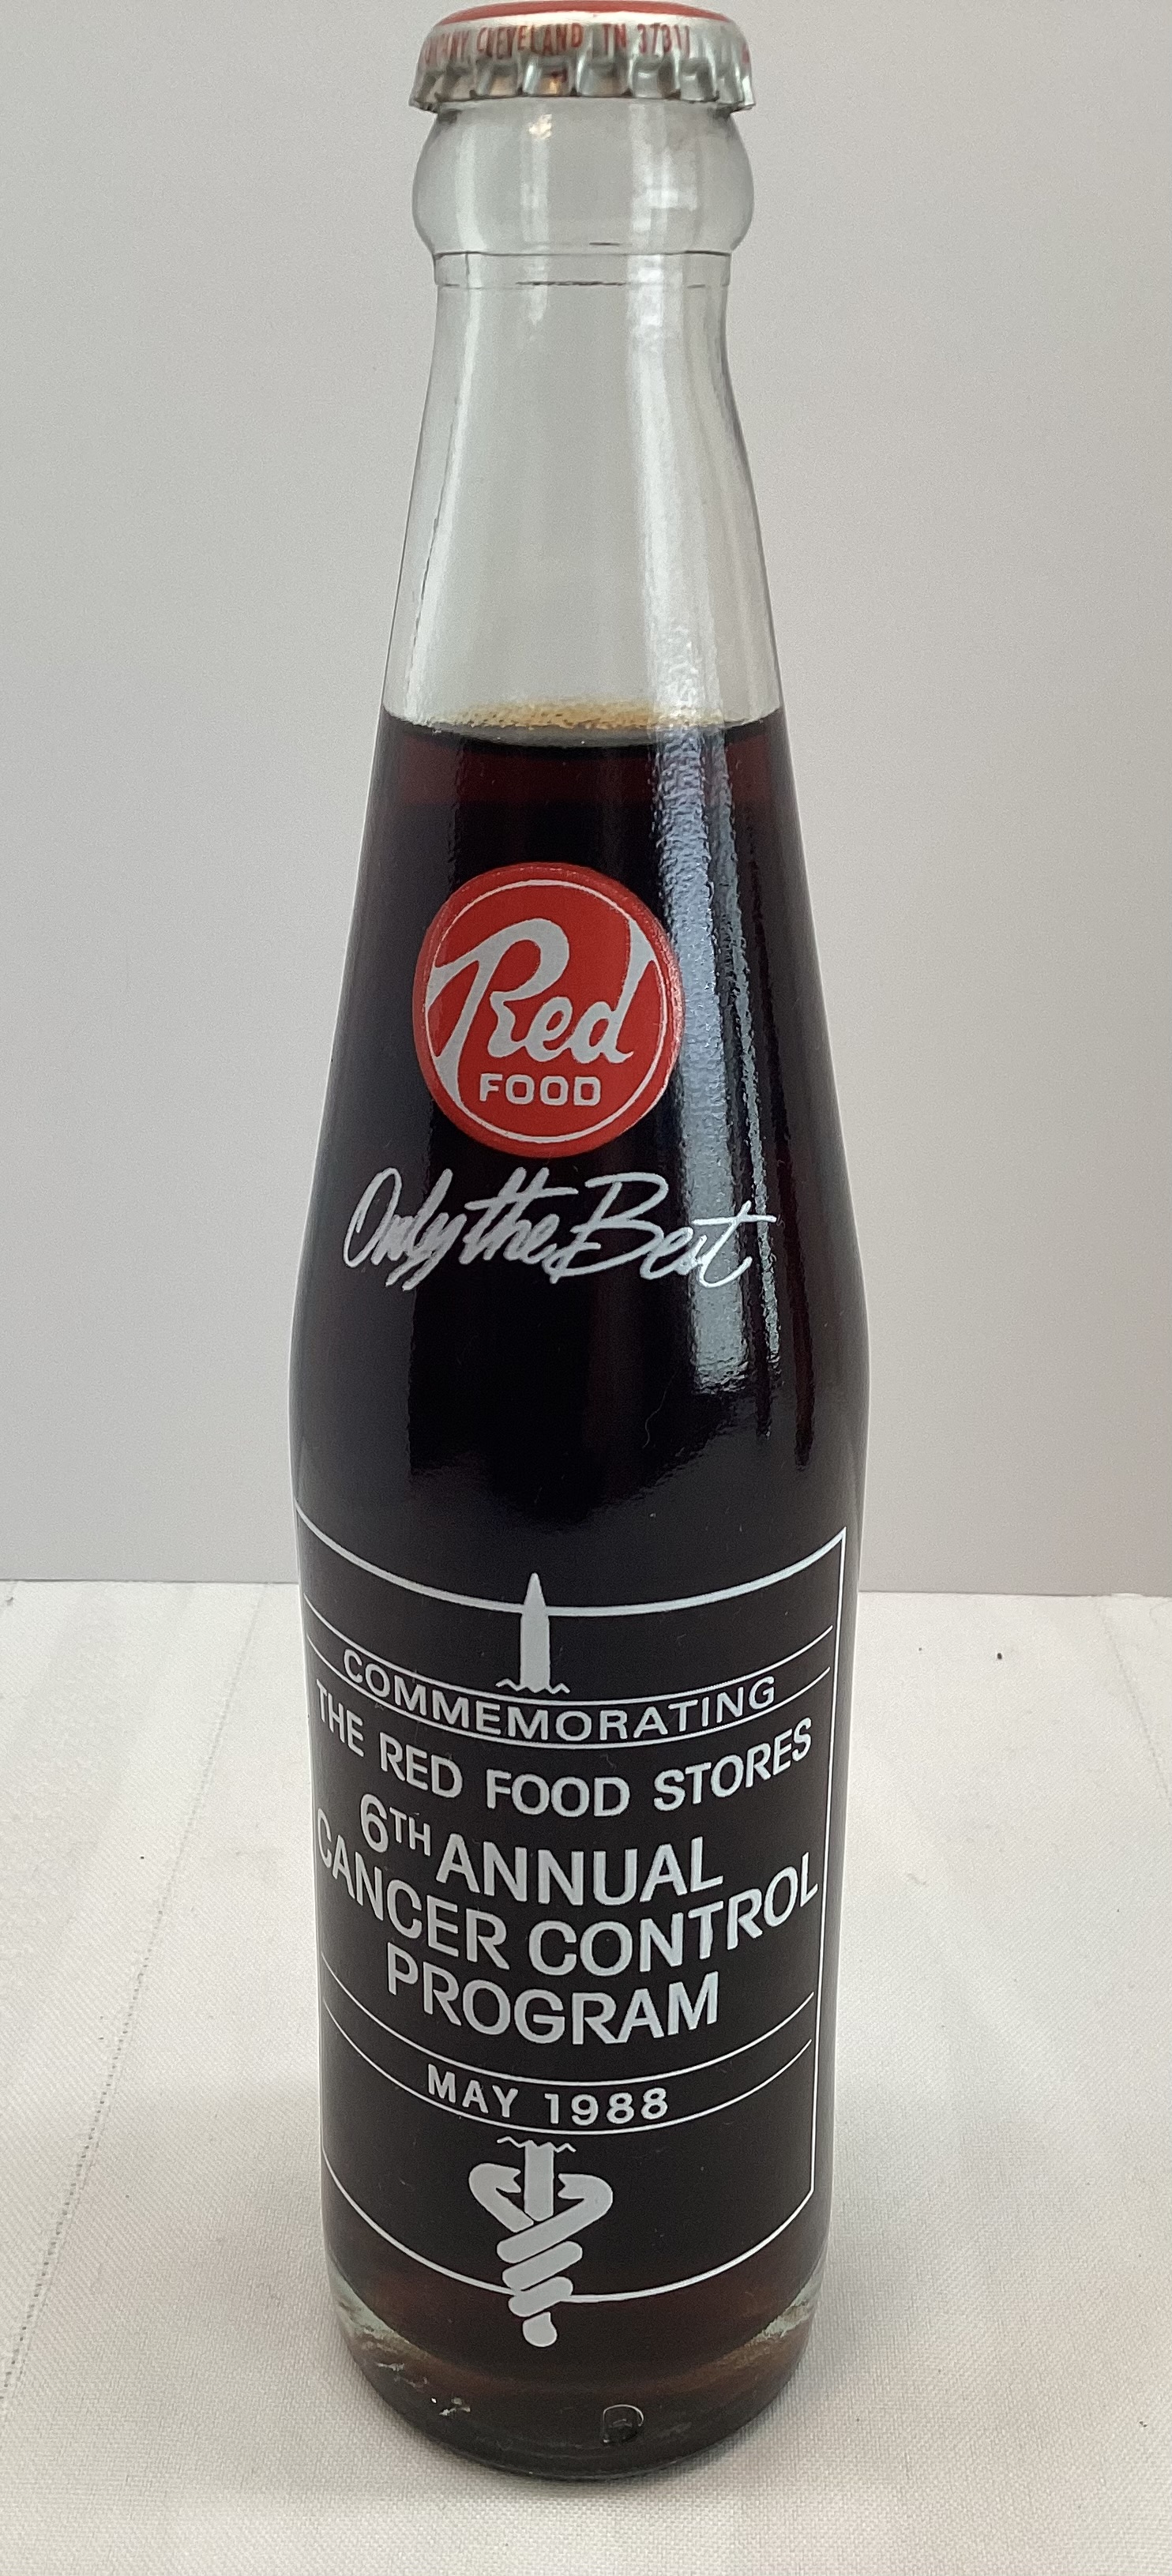 CLEVELAND TN 37311
Red
FOOD
Only the Best
COMMEMORATING
THE RED FOOD STORES
6TH ANNUAL
CANCER CONTROL
PROGRAM
MAY 1988